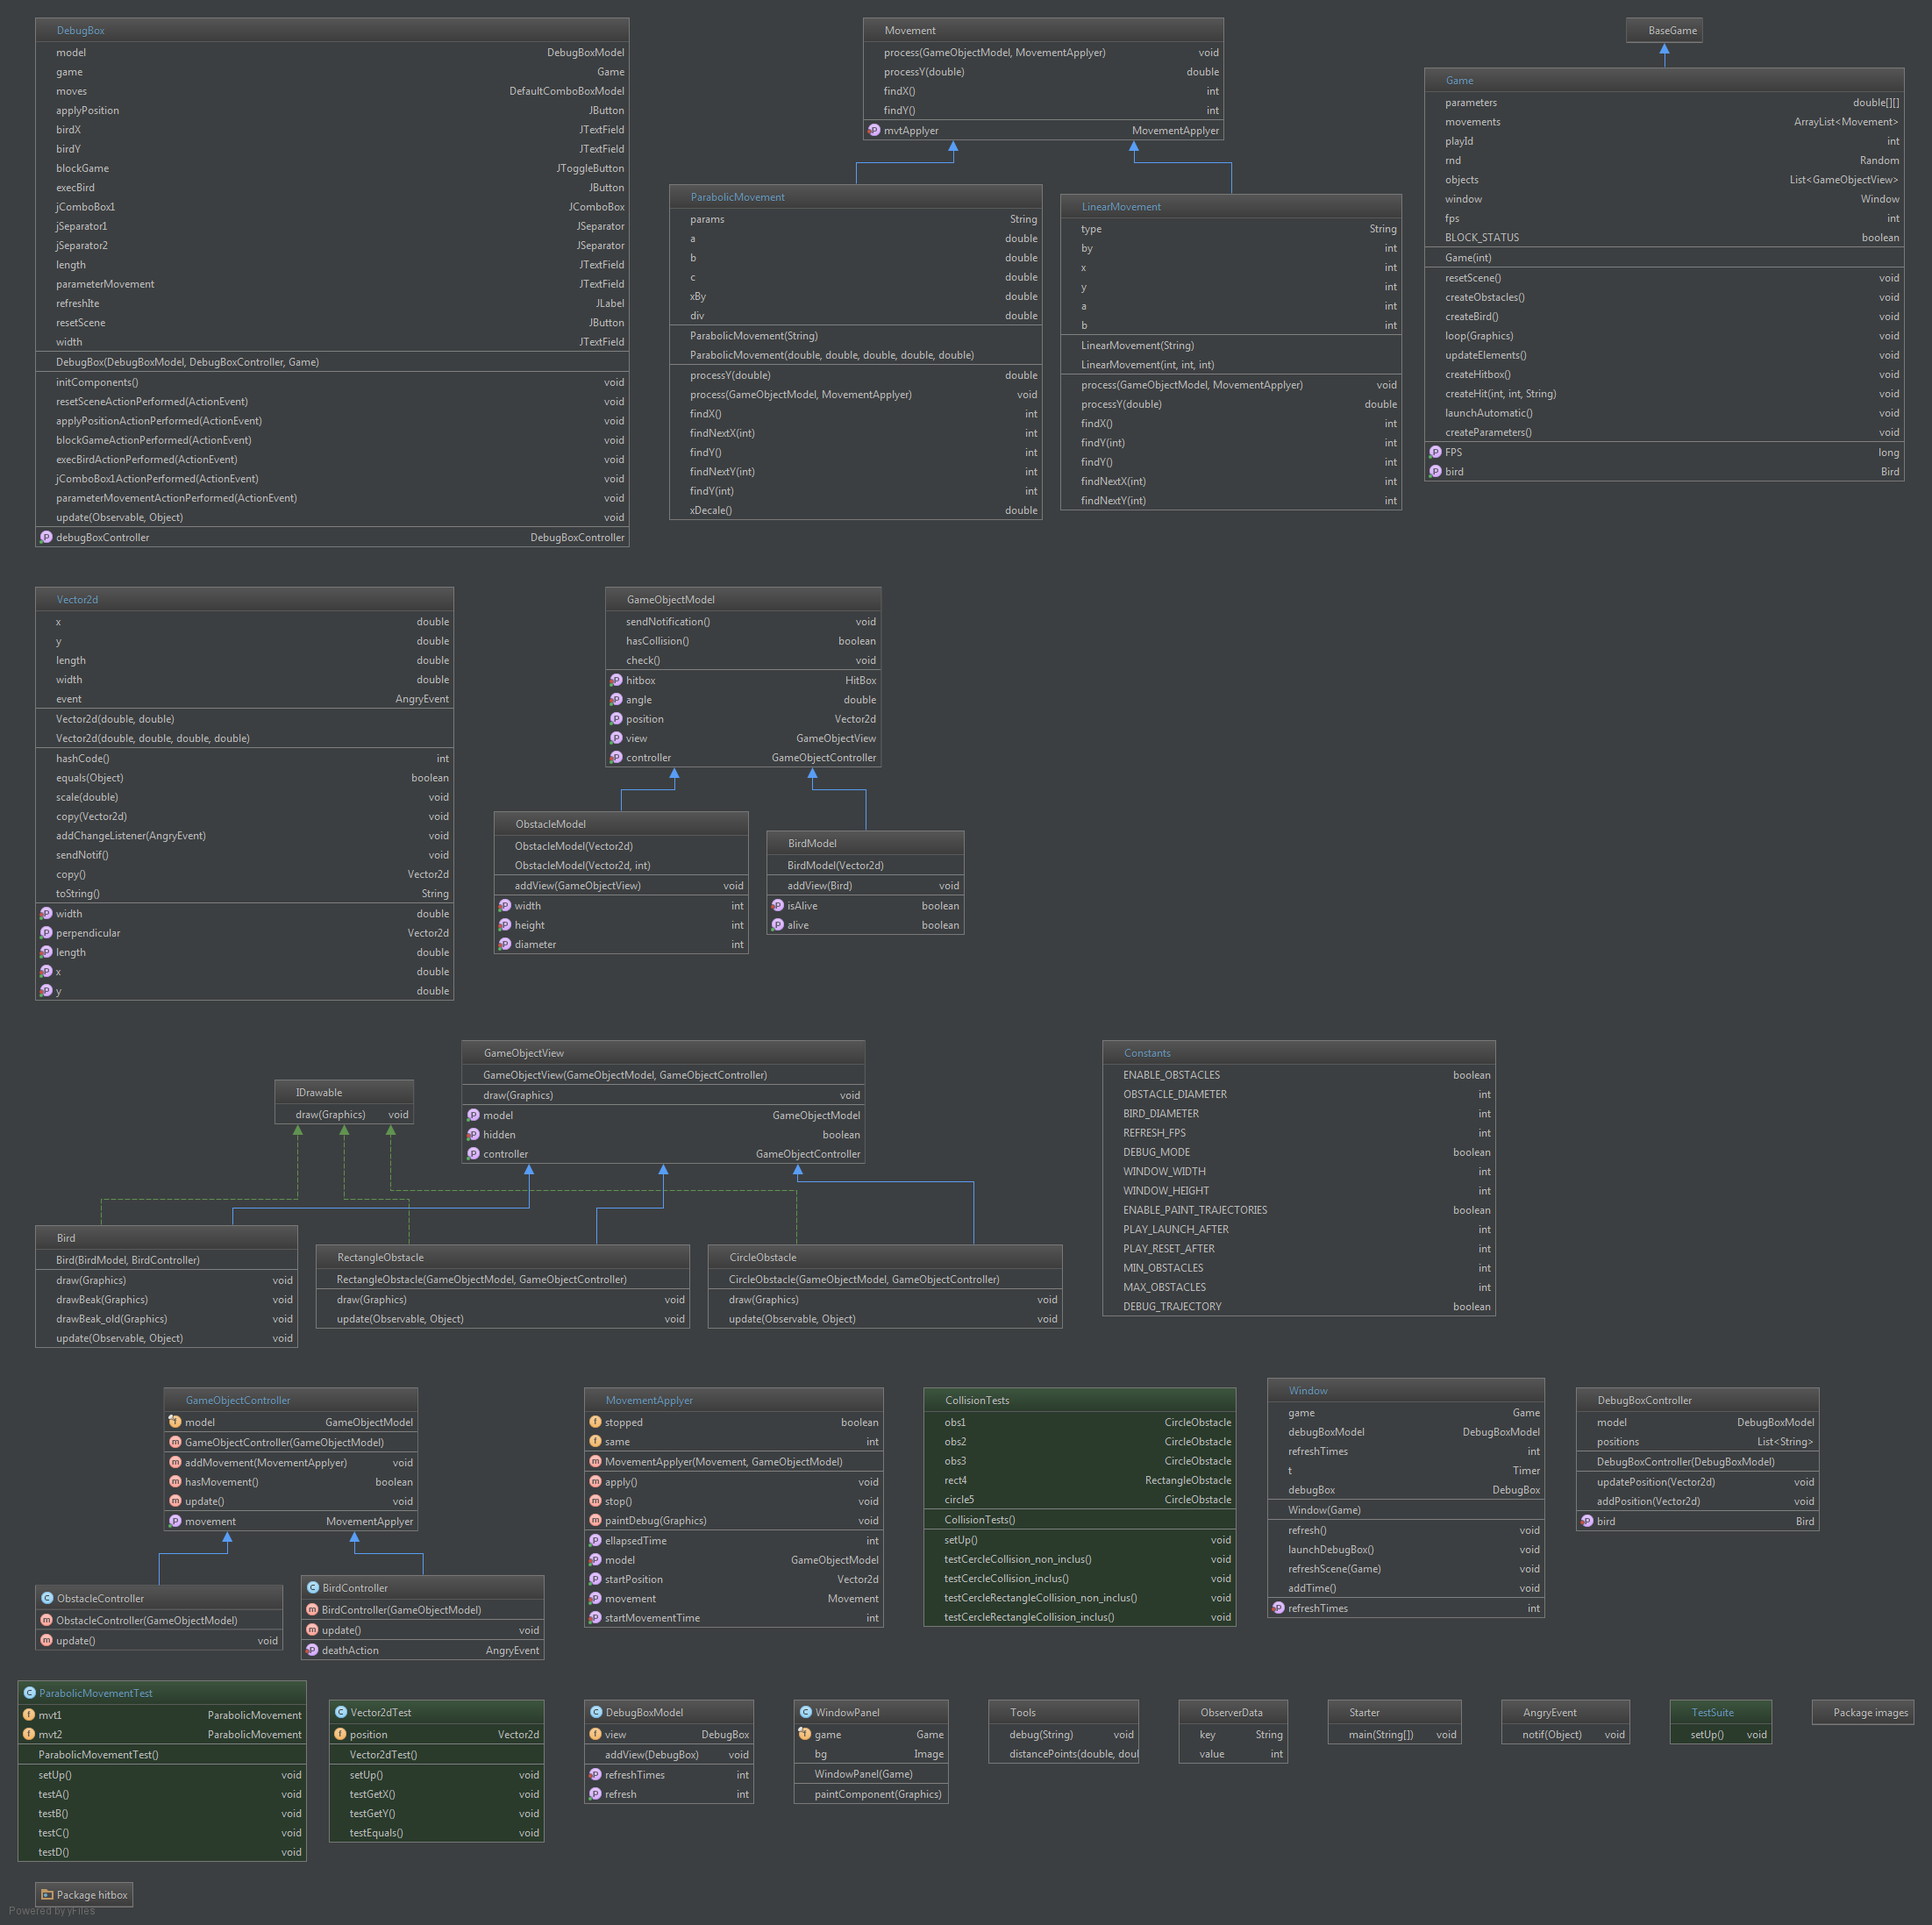 DebugBox
model DebugBoxModel
game Game
moves DefaultComboBoxModel
applyPosition JButton
birdX JTextField
birdY JTextField
blockGame JToggleButton
execBird JButton
jComboBox1 JComboBox
jSeparator1 JSeparator
jSeparator2 JSeparator
length JTextField
parameterMovement JTextField
refreshIte JLabel
resetScene JButton
width JTextField
DebugBox(DebugBoxModel, DebugBoxController, Game)
initComponents() void
resetSceneActionPerformed(ActionEvent) void
applyPositionActionPerformed(ActionEvent) void
blockGameActionPerformed(ActionEvent) void
execBirdActionPerformed(ActionEvent) void
jComboBox1ActionPerformed(ActionEvent) void
parameterMovementActionPerformed(ActionEvent) void
update(Observable, Object) void
debugBoxController DebugBoxController
Movement
process(GameObjectModel, MovementApplyer) void
processY(double) double
findX() int
findY() int
mvtApplyer MovementApplyer
ParabolicMovement
params String
a double
b double
c double
xBy double
div double
ParabolicMovement(String)
ParabolicMovement(double, double, double, double, double)
processY(double) double
process(GameObjectModel, MovementApplyer) void
findX() int
findNextX(int) int
findY() int
findNextY(int) int
findY(int) int
xDecale() double
LinearMovement
type String
by int
x int
y int
a int
b int
LinearMovement(String)
LinearMovement(int, int, int)
process(GameObjectModel, MovementApplyer) void
processY(double) double
findX() int
findY(int) int
findY() int
findNextX(int) int
findNextY(int) int
BaseGame
Game
parameters double[][]
movements ArrayList<Movement>
playId int
rnd Random
objects List<GameObjectView>
window Window
fps int
BLOCK_STATUS boolean
Game(int)
resetScene() void
createObstacles() void
createBird() void
loop(Graphics) void
updateElements() void
createHitbox() void
createHit(int, int, String) void
launchAutomatic() void
createParameters() void
FPS long
bird Bird
Vector2d
x double
y double
length double
width double
event AngryEvent
Vector2d(double, double)
Vector2d(double, double, double, double)
hashCode() int
equals(Object) boolean
scale(double) void
copy(Vector2d) void
addChangeListener(AngryEvent) void
sendNotif() void
copy() Vector2d
toString() String
width double
perpendicular Vector2d
length double
x double
y double
GameObjectModel
sendNotification() void
hasCollision() boolean
check() void
hitbox HitBox
angle double
position Vector2d
view GameObjectView
controller GameObjectController
ObstacleModel
ObstacleModel(Vector2d)
ObstacleModel(Vector2d, int)
addView(GameObjectView) void
width int
height int
diameter int
BirdModel
BirdModel(Vector2d)
addView(Bird) void
isAlive boolean
alive boolean
IDrawable
draw(Graphics) void
GameObjectView
GameObjectView(GameObjectModel, GameObjectController)
draw(Graphics) void
model GameObjectModel
hidden boolean
controller GameObjectController
Bird
Bird(BirdModel, BirdController)
draw(Graphics) void
drawBeak(Graphics) void
drawBeak_old(Graphics) void
update(Observable, Object) void
RectangleObstacle
RectangleObstacle(GameObjectModel, GameObjectController)
draw(Graphics) void
update(Observable, Object) void
CircleObstacle
CircleObstacle(GameObjectModel, GameObjectController)
draw(Graphics) void
update(Observable, Object) void
Constants
ENABLE_OBSTACLES boolean
OBSTACLE_DIAMETER int
BIRD_DIAMETER int
REFRESH_FPS int
DEBUG_MODE boolean
WINDOW_WIDTH int
WINDOW_HEIGHT int
ENABLE_PAINT_TRAJECTORIES boolean
PLAY_LAUNCH_AFTER int
PLAY_RESET_AFTER int
MIN_OBSTACLES int
MAX_OBSTACLES int
DEBUG_TRAJECTORY boolean
GameObjectController
model GameObjectModel
GameObjectController(GameObjectModel)
addMovement(MovementApplyer) void
hasMovement() boolean
update() void
movement MovementApplyer
ObstacleController
ObstacleController(GameObjectModel)
update() void
BirdController
BirdController(GameObjectModel)
update() void
deathAction AngryEvent
MovementApplyer
stopped boolean
same int
MovementApplyer(Movement, GameObjectModel)
apply() void
stop() void
paintDebug(Graphics) void
ellapsedTime int
model GameObjectModel
startPosition Vector2d
movement Movement
startMovementTime int
CollisionTests
obs1 CircleObstacle
obs2 CircleObstacle
obs3 CircleObstacle
rect4 RectangleObstacle
circle5 CircleObstacle
CollisionTests()
setUp() void
testCercleCollision_non_inclus() void
testCercleCollision_inclus() void
testCercleRectangleCollision_non_inclus() void
testCercleRectangleCollision_inclus() void
Window
game Game
debugBoxModel DebugBoxModel
refreshTimes int
t Timer
debugBox DebugBox
Window(Game)
refresh() void
launchDebugBox() void
refreshScene(Game) void
addTime() void
refreshTimes int
DebugBoxController
model DebugBoxModel
positions List<String>
DebugBoxController(DebugBoxModel)
updatePosition(Vector2d) void
addPosition(Vector2d) void
bird Bird
ParabolicMovementTest
mvt1 ParabolicMovement
mvt2 ParabolicMovement
ParabolicMovementTest()
setUp() void
testA() void
testB() void
testC() void
testD() void
Vector2dTest
position Vector2d
Vector2dTest()
setUp() void
testGetX() void
testGetY() void
testEquals() void
DebugBoxModel
view DebugBox
addView(DebugBox) void
refreshTimes int
refresh int
WindowPanel
game Game
bg Image
WindowPanel(Game)
paintComponent(Graphics)
Tools
debug(String) void
distancePoints(double, doul
ObserverData
key String
value int
Starter
main(String[]) void
AngryEvent
notif(Object) void
TestSuite
setUp() void
Package images
Package hitbox
Powered by yFiles